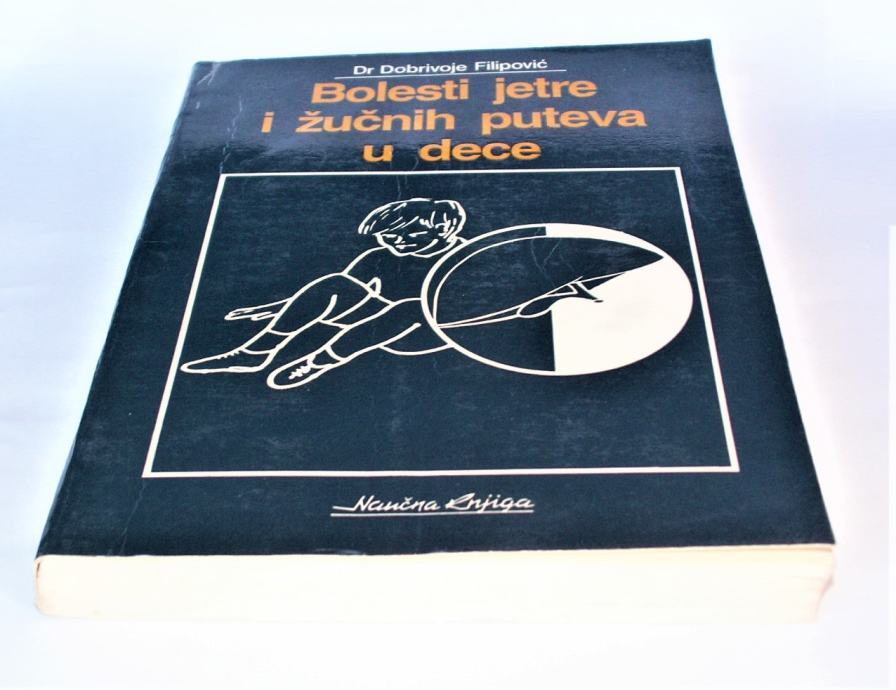 Dr Dobrivoje Filipović
Bolesti jetre
i žučnih puteva
u dece
Naučna Knjiga